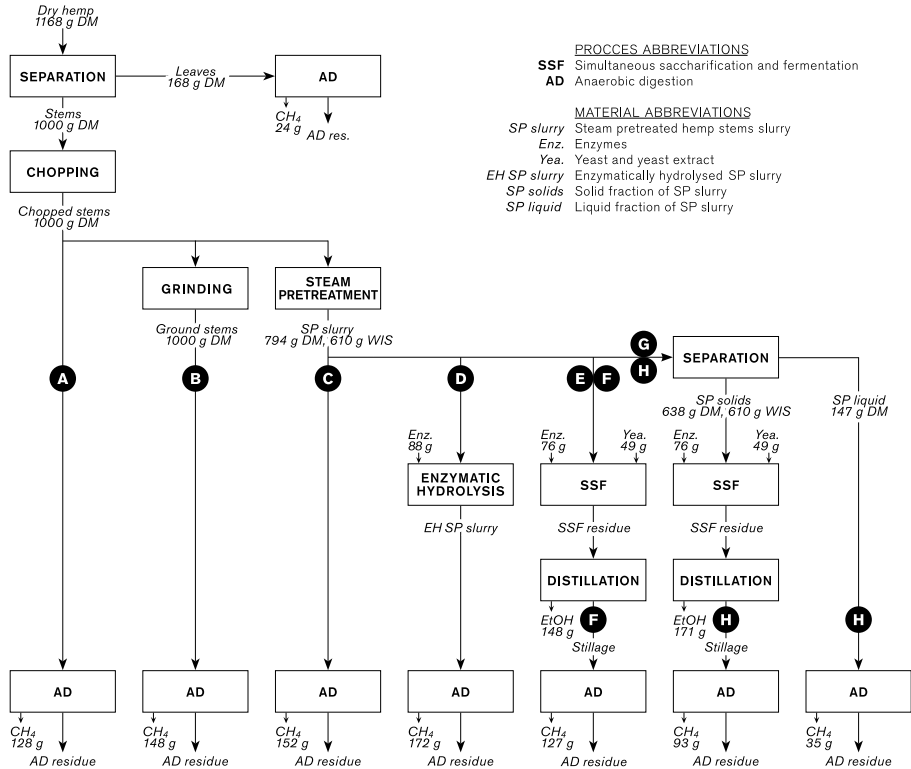 Dry hemp
1168 g DM
SEPARATION
Leaves
168 g DM
AD
CH4
24 g
AD res.
Stems
1000 g DM
CHOPPING
Chopped stems
1000 g DM
PROCCES ABBREVIATIONS
SSF Simultaneous saccharification and fermentation
AD Anaerobic digestion
MATERIAL ABBREVIATIONS
SP slurry Steam pretreated hemp stems slurry
Enz. Enzymes
Yea. Yeast and yeast extract
EH SP slurry Enzymatically hydrolysed SP slurry
SP solids Solid fraction of SP slurry
SP liquid Liquid fraction of SP slurry
GRINDING
STEAM
PRETREATMENT
Ground stems
1000 g DM
SP slurry
794 g DM, 610 g WIS
G
H
SEPARATION
A
B
C
D
E
F
SP solids
638 g DM, 610 g WIS
SP liquid
147 g DM
Enz.
88 g
ENZYMATIC
HYDROLYSIS
EH SP slurry
Enz.
76 g
Yea.
49 g
SSF
SSF residue
DISTILLATION
EtOH
148 g
F
Stillage
Enz.
76 g
Yea.
49 g
SSF
SSF residue
DISTILLATION
EtOH
171 g
H
Stillage
H
AD
CH4
128 g
AD residue
AD
CH4
148 g
AD residue
AD
CH4
152 g
AD residue
AD
CH4
172 g
AD residue
AD
CH4
127 g
AD residue
AD
CH4
93 g
AD residue
AD
CH4
35 g
AD residue